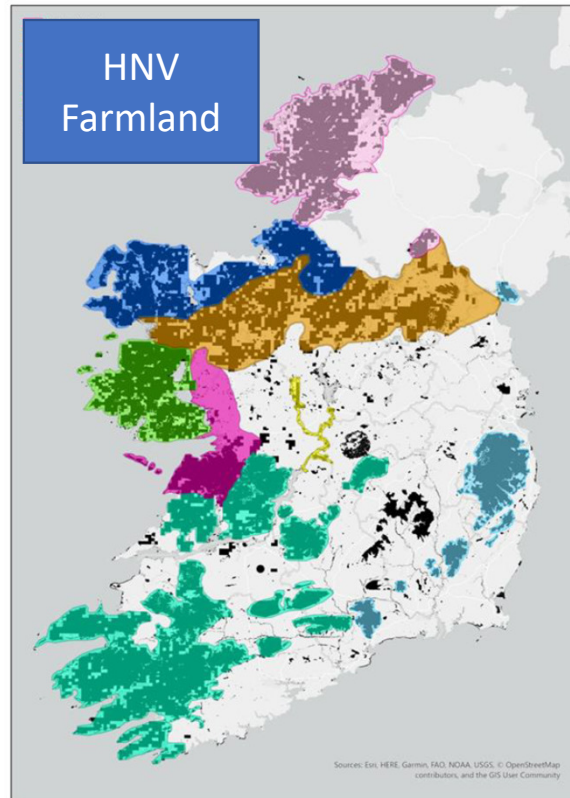 HNV
Farmland
Sources: Esri, HERE, Garmin, FAO, NOAA, USGS, © OpenStreetMap
contributors, and the GIS User Community